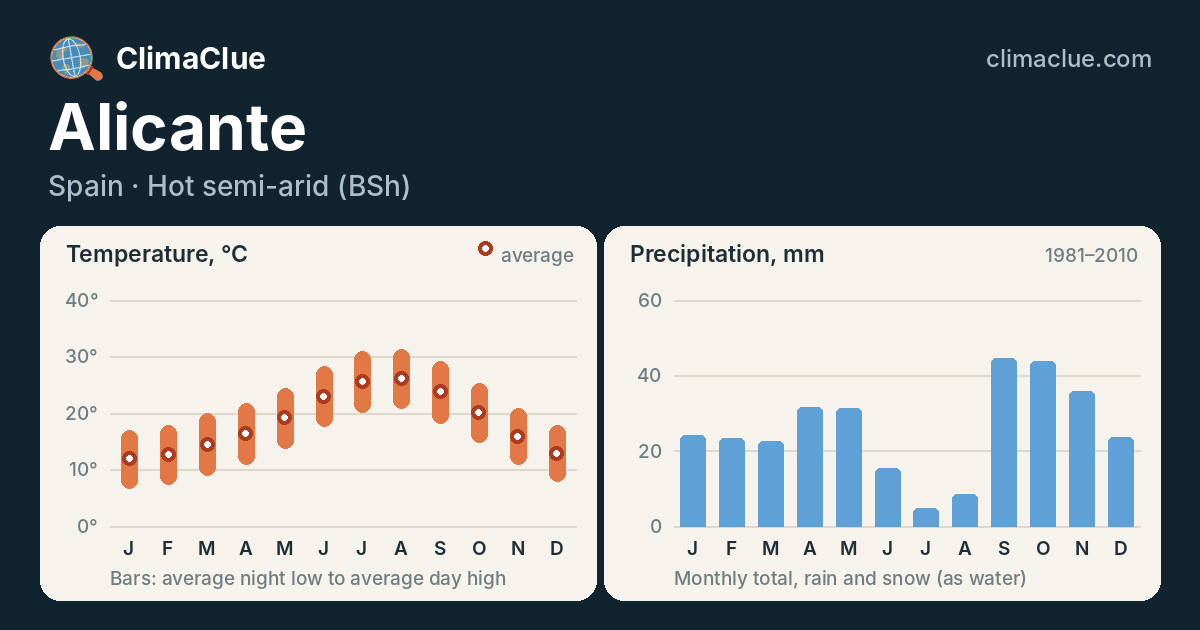 ClimaClue
climaclue.com
Alicante
Spain · Hot semi-arid (BSh)
Temperature, °C
average
40°
30°
20°
10°
0°
J F M A M J J A S O N D
Bars: average night low to average day high
Precipitation, mm
1981–2010
60
40
20
0
J F M A M J J A S O N D
Monthly total, rain and snow (as water)